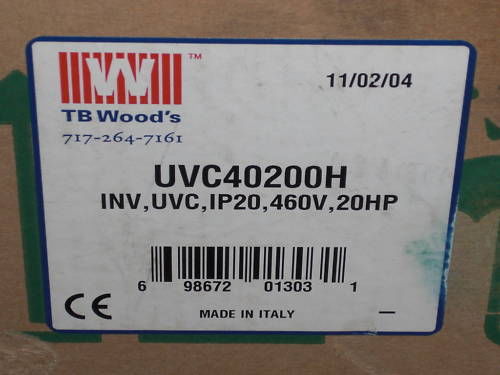 W™
11/02/04
TB Wood's
717-264-7161
UVC40200H
INV,UVC,IP20,460V,20HP
6 98672 01303 1
CE MADE IN ITALY —